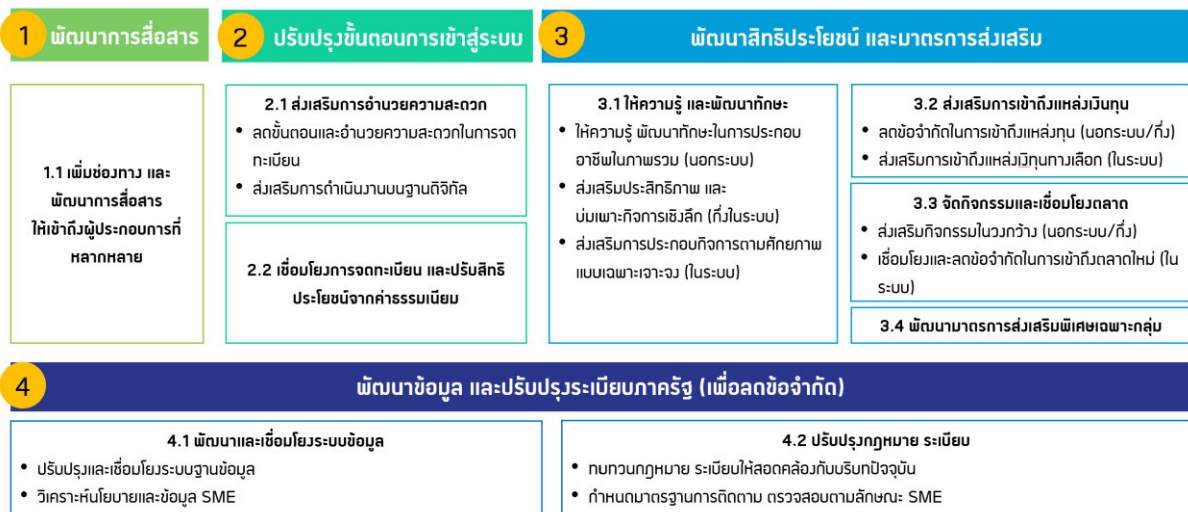 1 พัฒนาการสื่อสาร
2 ปรับปรุงขั้นตอนการเข้าสู่ระบบ
3 พัฒนาสิทธิประโยชน์ และมาตรการส่งเสริม
1.1 เพิ่มช่องทาง และ
พัฒนาการสื่อสาร
ให้เข้าถึงผู้ประกอบการที่
หลากหลาย
2.1 ส่งเสริมการอำนวยความสะดวก
• ลดขั้นตอนและอำนวยความสะดวกในการจด
ทะเบียน
• ส่งเสริมการดำเนินงานบนฐานดิจิทัล
2.2 เชื่อมโยงการจดทะเบียน และปรับสิทธิ
ประโยชน์จากค่าธรรมเนียม
3.1 ให้ความรู้ และพัฒนาทักษะ
• ให้ความรู้ พัฒนาทักษะในการประกอบ
อาชีพในภาพรวม (นอกระบบ)
• ส่งเสริมประสิทธิภาพ และ
บ่มเพาะกิจการเชิงลึก (กึ่งในระบบ)
• ส่งเสริมการประกอบกิจการตามศักยภาพ
แบบเฉพาะเจาะจง (ในระบบ)
3.2 ส่งเสริมการเข้าถึงแหล่งเงินทุน
• ลดข้อจำกัดในการเข้าถึงแหล่งทุน (นอกระบบ/กึ่ง)
• ส่งเสริมการเข้าถึงแหล่งเงินทุนทางเลือก (ในระบบ)
3.3 จัดกิจกรรมและเชื่อมโยงตลาด
• ส่งเสริมกิจกรรมในวงกว้าง (นอกระบบ/กึ่ง)
• เชื่อมโยงและลดข้อจำกัดในการเข้าถึงตลาดใหม่ (ใน
ระบบ)
3.4 พัฒนามาตรการส่งเสริมพิเศษเฉพาะกลุ่ม
4 พัฒนาข้อมูล และปรับปรุงระเบียบภาครัฐ (เพื่อลดข้อจำกัด)
4.1 พัฒนาและเชื่อมโยงระบบข้อมูล
• ปรับปรุงและเชื่อมโยงระบบฐานข้อมูล
• วิเคราะห์นโยบายและข้อมูล SME
4.2 ปรับปรุงกฎหมาย ระเบียบ
• ทบทวนกฎหมาย ระเบียบให้สอดคล้องกับบริบทปัจจุบัน
• กำหนดมาตรฐานการติดตาม ตรวจสอบตามลักษณะ SME